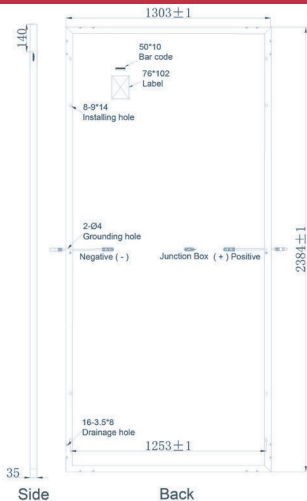 1303±1
140
50*10
Bar code
76*102
Label
8-9*14
Installing hole
2-Ø4
Grounding hole
Negative ( - )
Junction Box
( + ) Positive
2384±1
16-3.5*8
Drainage hole
1253±1
35
Side
Back